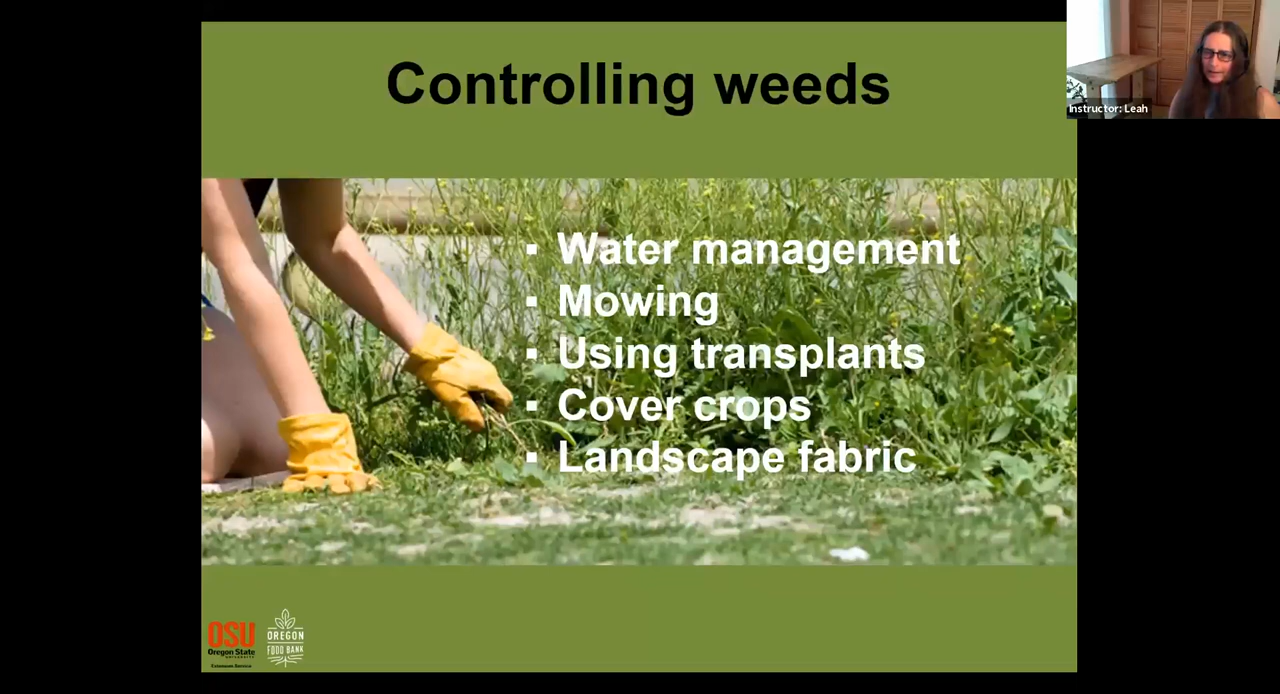 Controlling weeds
Instructor: Leah
▪ Water management
▪ Mowing
▪ Using transplants
▪ Cover crops
▪ Landscape fabric
OSU
Oregon State
UNIVERSITY
Extension Service
OREGON
FOOD BANK